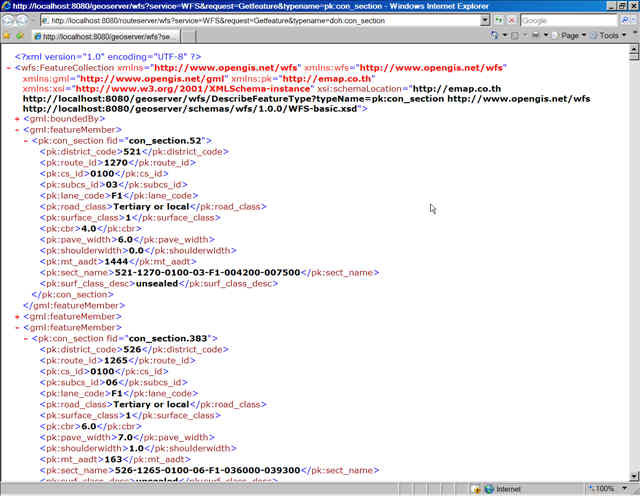 http://localhost:8080/geoserver/wfs?service=WFS&request=Getfeature&typename=pk:con_section - Windows Internet Explorer
http://localhost:8080/routeserver/wfs?service=WFS&request=Getfeature&typename=doh:con_section
Google
http://localhost:8080/geoserver/wfs?service=WFS&se...
Page
Tools
<?xml version="1.0" encoding="UTF-8" ?>
- <wfs:FeatureCollection xmlns="http://www.opengis.net/wfs" xmlns:wfs="http://www.opengis.net/wfs"
xmlns:gml="http://www.opengis.net/gml" xmlns:pk="http://emap.co.th"
xmlns:xsi="http://www.w3.org/2001/XMLSchema-instance" xsi:schemaLocation="http://emap.co.th
http://localhost:8080/geoserver/wfs/DescribeFeatureType?typeName=pk:con_section http://www.opengis.net/wfs
http://localhost:8080/geoserver/schemas/wfs/1.0.0/WFS-basic.xsd">
+ <gml:boundedBy>
- <gml:featureMember>
- <pk:con_section fid="con_section.52">
<pk:district_code>521</pk:district_code>
<pk:route_id>1270</pk:route_id>
<pk:cs_id>0100</pk:cs_id>
<pk:subcs_id>03</pk:subcs_id>
<pk:lane_code>F1</pk:lane_code>
<pk:road_class>Tertiary or local</pk:road_class>
<pk:surface_class>1</pk:surface_class>
<pk:cbr>4.0</pk:cbr>
<pk:pave_width>6.0</pk:pave_width>
<pk:shoulderwidth>0.0</pk:shoulderwidth>
<pk:mt_aadt>1444</pk:mt_aadt>
<pk:sect_name>521-1270-0100-03-F1-004200-007500</pk:sect_name>
<pk:surf_class_desc>unsealed</pk:surf_class_desc>
</pk:con_section>
</gml:featureMember>
+ <gml:featureMember>
- <gml:featureMember>
- <pk:con_section fid="con_section.383">
<pk:district_code>526</pk:district_code>
<pk:route_id>1265</pk:route_id>
<pk:cs_id>0100</pk:cs_id>
<pk:subcs_id>06</pk:subcs_id>
<pk:lane_code>F1</pk:lane_code>
<pk:road_class>Tertiary or local</pk:road_class>
<pk:surface_class>1</pk:surface_class>
<pk:cbr>6.0</pk:cbr>
<pk:pave_width>7.0</pk:pave_width>
<pk:shoulderwidth>1.0</pk:shoulderwidth>
<pk:mt_aadt>163</pk:mt_aadt>
<pk:sect_name>526-1265-0100-06-F1-036000-039300</pk:sect_name>
<pk:surf_class_desc>unsealed</pk:surf_class_desc>
Internet
100%